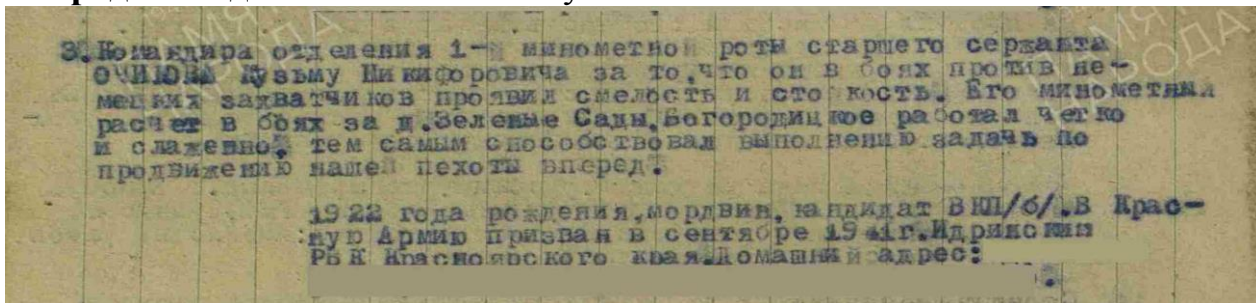 3. Командира отделения 1-й минометной роты старшего сержанта
Кузьму Никифоровича за то, что он в боях против не-
мецких захватчиков проявил смелость и стойкость. Его минометный
расчет в боях за д. Зеленые Сады, Богородицкое работал четко
и слаженно, тем самым способствовал выполнению задачь по
продвижению нашей пехоты вперед.
1922 года рождения, мордвин, кандидат ВКП/б/. В Крас-
ную Армию призван в сентябре 1941г. Идринским
РВК Красноярского края. Домашний адрес: